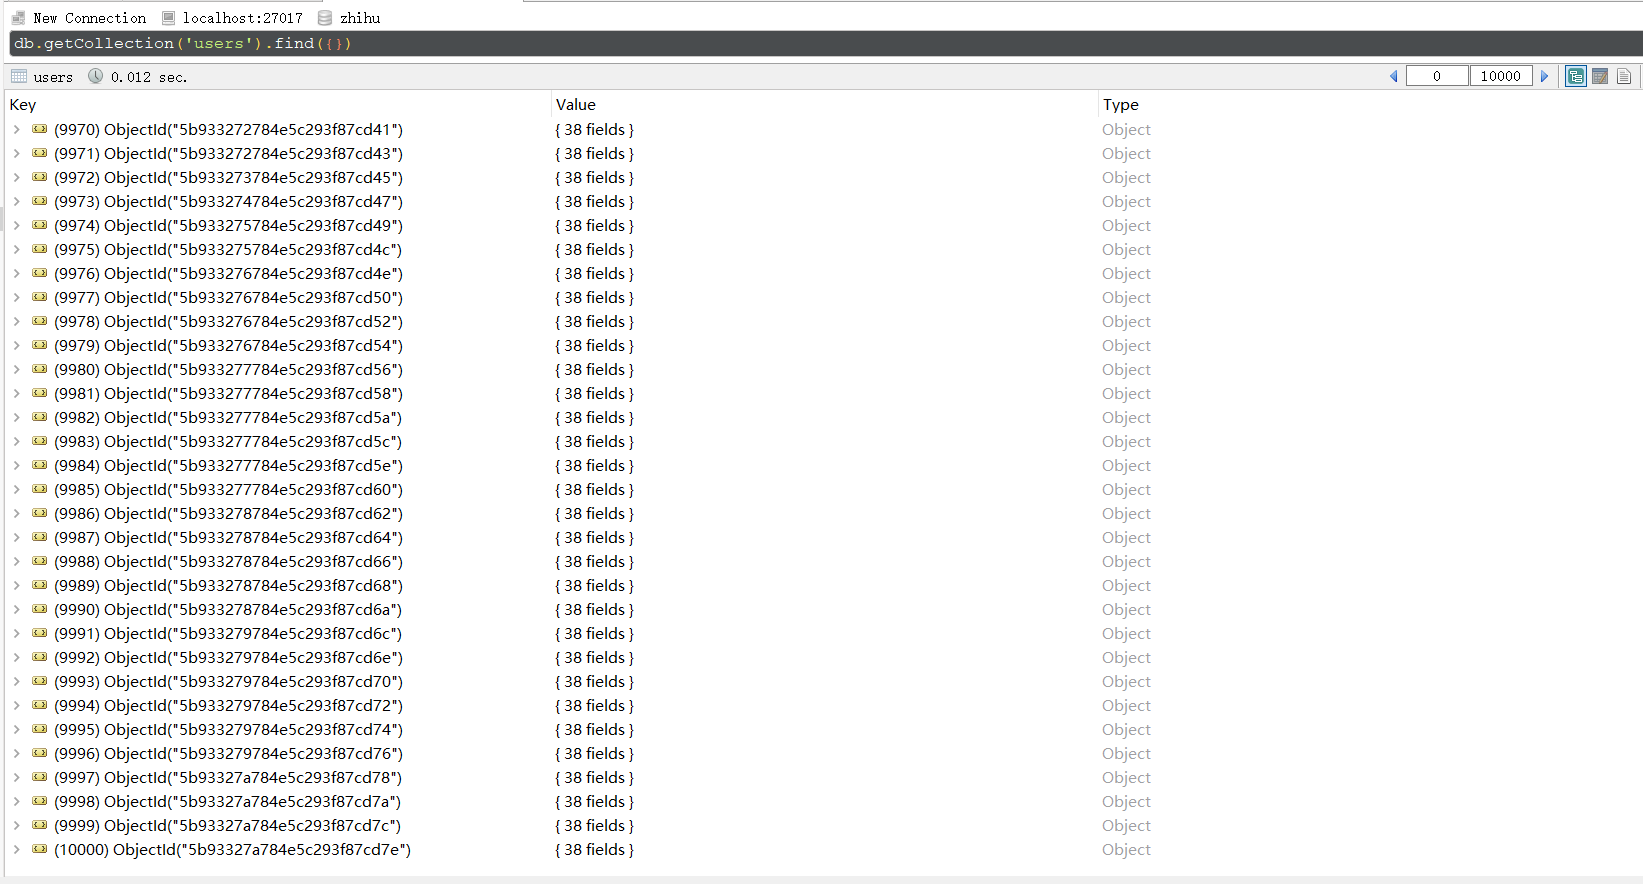 New Connection localhost:27017 zhihu
db.getCollection('users').find({})
users 0.012 sec. 0 10000
Key Value Type
(9970) ObjectId("5b933272784e5c293f87cd41") { 38 fields } Object
(9971) ObjectId("5b933272784e5c293f87cd43") { 38 fields } Object
(9972) ObjectId("5b933273784e5c293f87cd45") { 38 fields } Object
(9973) ObjectId("5b933274784e5c293f87cd47") { 38 fields } Object
(9974) ObjectId("5b933275784e5c293f87cd49") { 38 fields } Object
(9975) ObjectId("5b933275784e5c293f87cd4c") { 38 fields } Object
(9976) ObjectId("5b933276784e5c293f87cd4e") { 38 fields } Object
(9977) ObjectId("5b933276784e5c293f87cd50") { 38 fields } Object
(9978) ObjectId("5b933276784e5c293f87cd52") { 38 fields } Object
(9979) ObjectId("5b933276784e5c293f87cd54") { 38 fields } Object
(9980) ObjectId("5b933277784e5c293f87cd56") { 38 fields } Object
(9981) ObjectId("5b933277784e5c293f87cd58") { 38 fields } Object
(9982) ObjectId("5b933277784e5c293f87cd5a") { 38 fields } Object
(9983) ObjectId("5b933277784e5c293f87cd5c") { 38 fields } Object
(9984) ObjectId("5b933277784e5c293f87cd5e") { 38 fields } Object
(9985) ObjectId("5b933277784e5c293f87cd60") { 38 fields } Object
(9986) ObjectId("5b933278784e5c293f87cd62") { 38 fields } Object
(9987) ObjectId("5b933278784e5c293f87cd64") { 38 fields } Object
(9988) ObjectId("5b933278784e5c293f87cd66") { 38 fields } Object
(9989) ObjectId("5b933278784e5c293f87cd68") { 38 fields } Object
(9990) ObjectId("5b933278784e5c293f87cd6a") { 38 fields } Object
(9991) ObjectId("5b933279784e5c293f87cd6c") { 38 fields } Object
(9992) ObjectId("5b933279784e5c293f87cd6e") { 38 fields } Object
(9993) ObjectId("5b933279784e5c293f87cd70") { 38 fields } Object
(9994) ObjectId("5b933279784e5c293f87cd72") { 38 fields } Object
(9995) ObjectId("5b933279784e5c293f87cd74") { 38 fields } Object
(9996) ObjectId("5b933279784e5c293f87cd76") { 38 fields } Object
(9997) ObjectId("5b93327a784e5c293f87cd78") { 38 fields } Object
(9998) ObjectId("5b93327a784e5c293f87cd7a") { 38 fields } Object
(9999) ObjectId("5b93327a784e5c293f87cd7c") { 38 fields } Object
(10000) ObjectId("5b93327a784e5c293f87cd7e") { 38 fields } Object